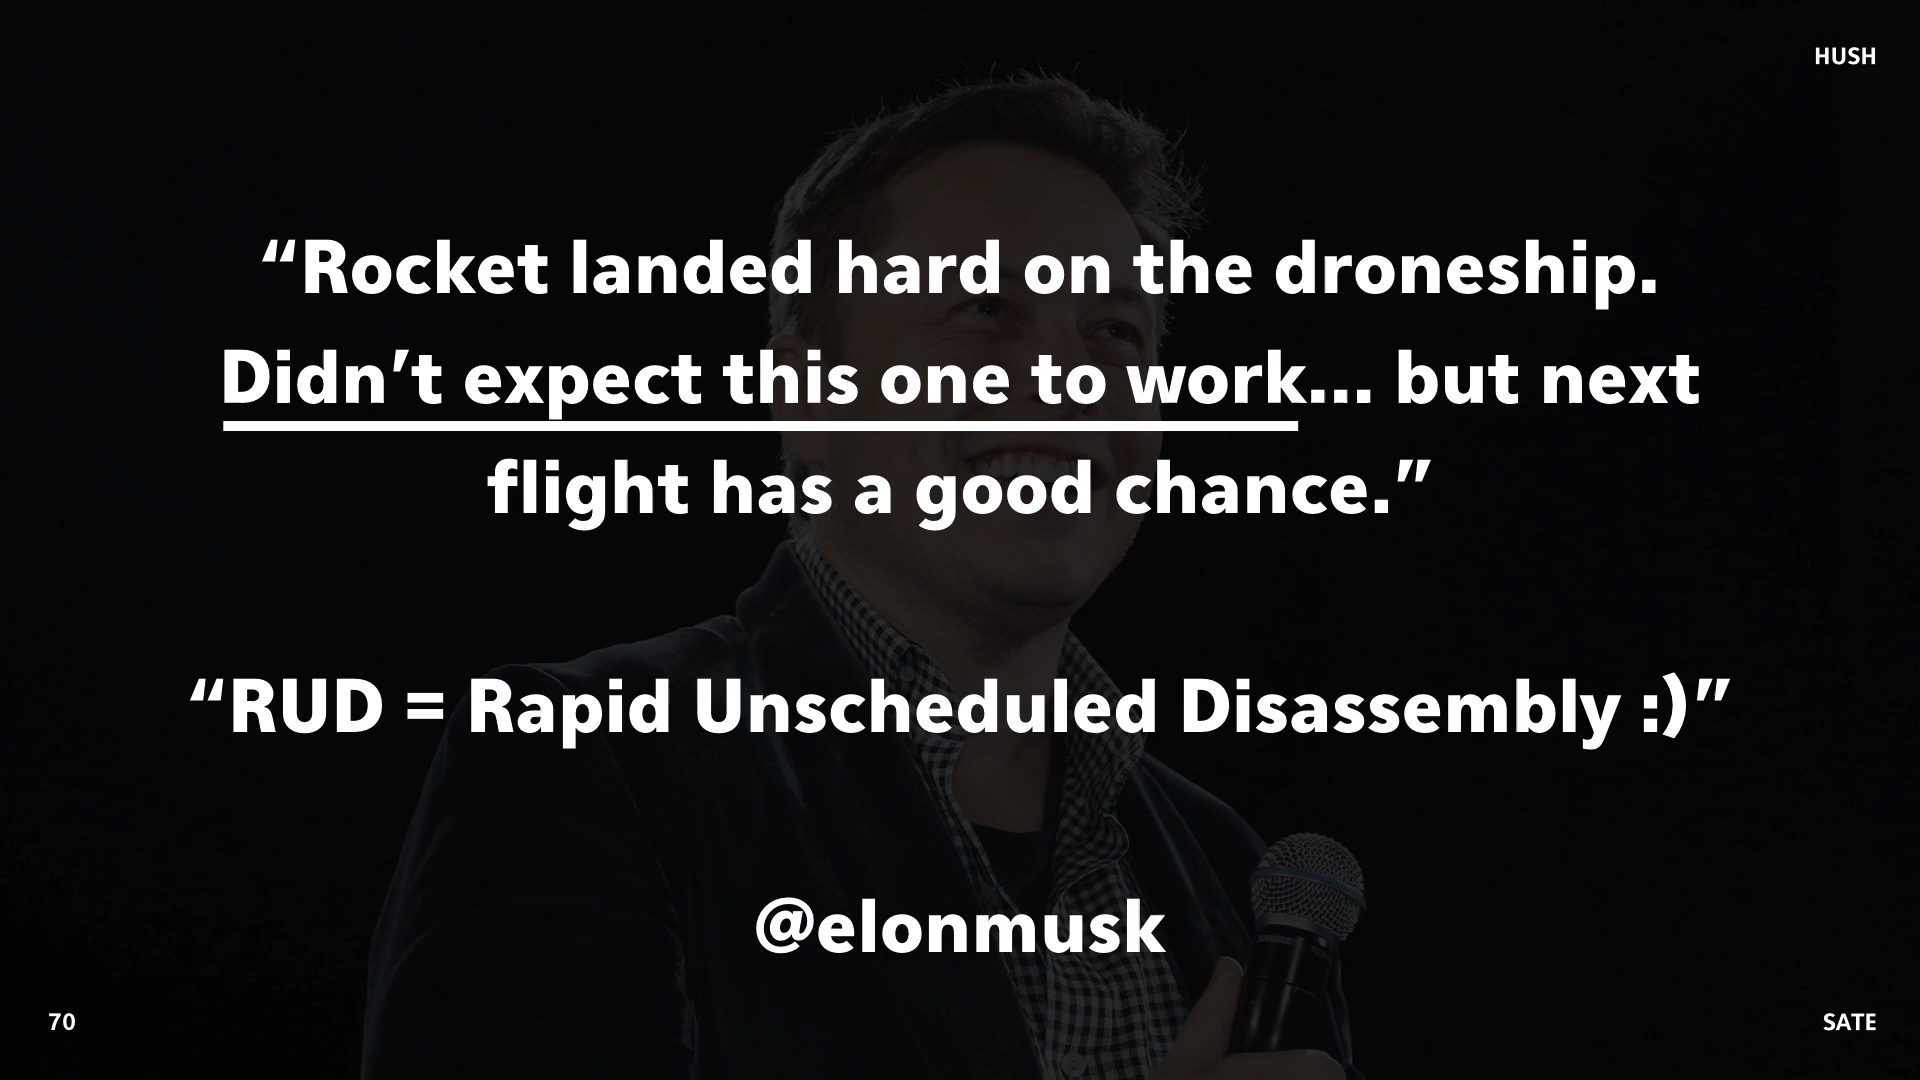 HUSH
“Rocket landed hard on the droneship.
Didn’t expect this one to work... but next
flight has a good chance.”
“RUD = Rapid Unscheduled Disassembly :)”
@elonmusk
70
SATE